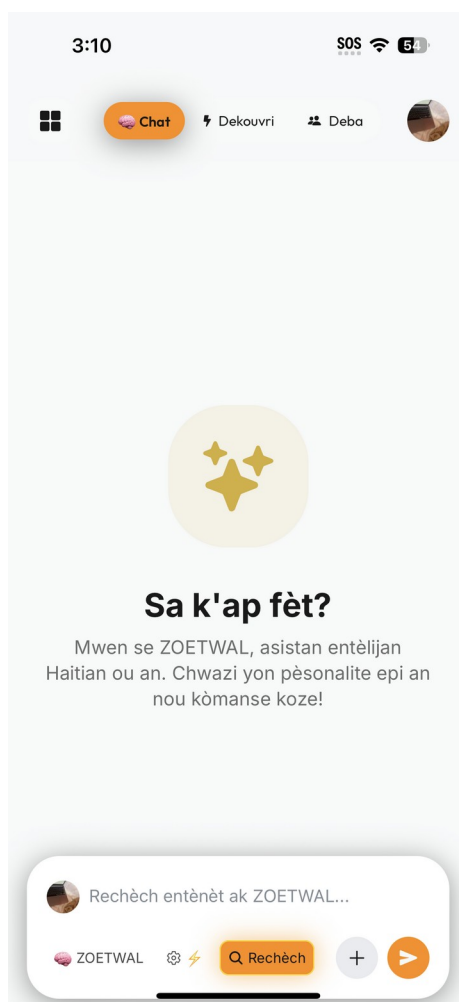 3:10 SOS 54
Chat Dekouvri Deba
Sa k'ap fèt?
Mwen se ZOETWAL, asistan entèlijan
Haitian ou an. Chwazi yon pèsonalite epi an
nou kòmanse koze!
Rechèch entènèt ak ZOETWAL...
ZOETWAL Rechèch